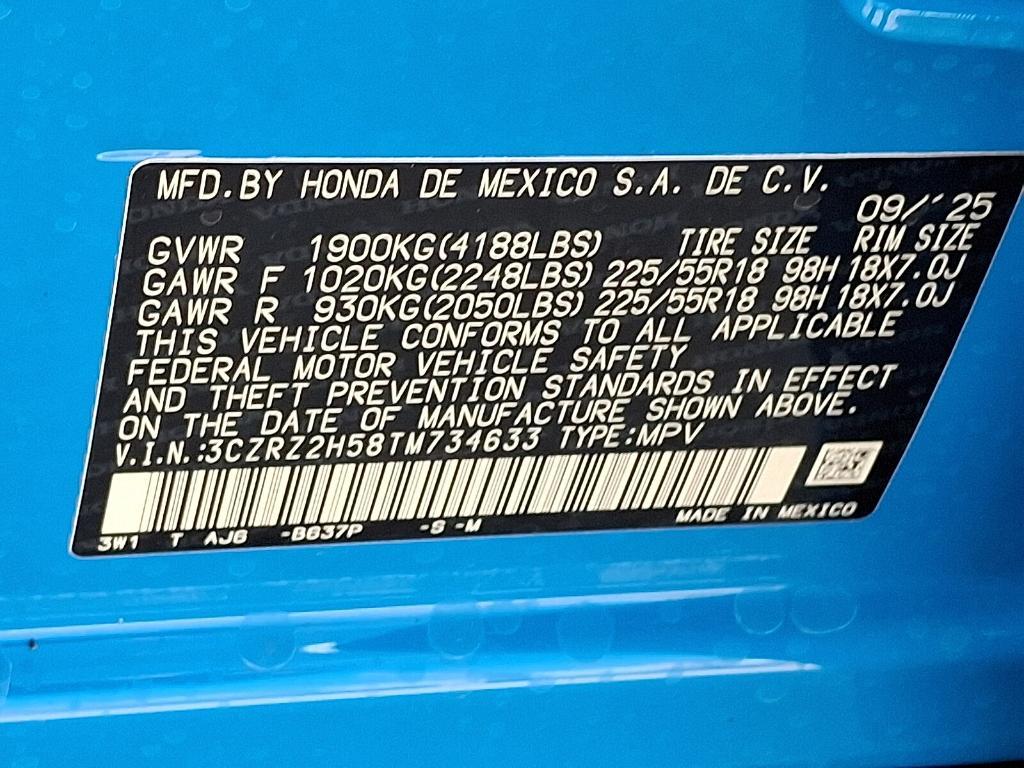 MFD.BY HONDA DE MEXICO S.A. DE C.V.
09/'25
GVWR 1900KG(4188LBS) TIRE SIZE RIM SIZE
GAWR F 1020KG(2248LBS) 225/55R18 98H 18X7.0J
GAWR R 930KG(2050LBS) 225/55R18 98H 18X7.0J
THIS VEHICLE CONFORMS TO ALL APPLICABLE
FEDERAL MOTOR VEHICLE SAFETY
AND THEFT PREVENTION STANDARDS IN EFFECT
ON THE DATE OF MANUFACTURE SHOWN ABOVE.
V.I.N.:3CZRZ2H58TM734633 TYPE:MPV
3W1 T AJ6 -B637P -S -M MADE IN MEXICO